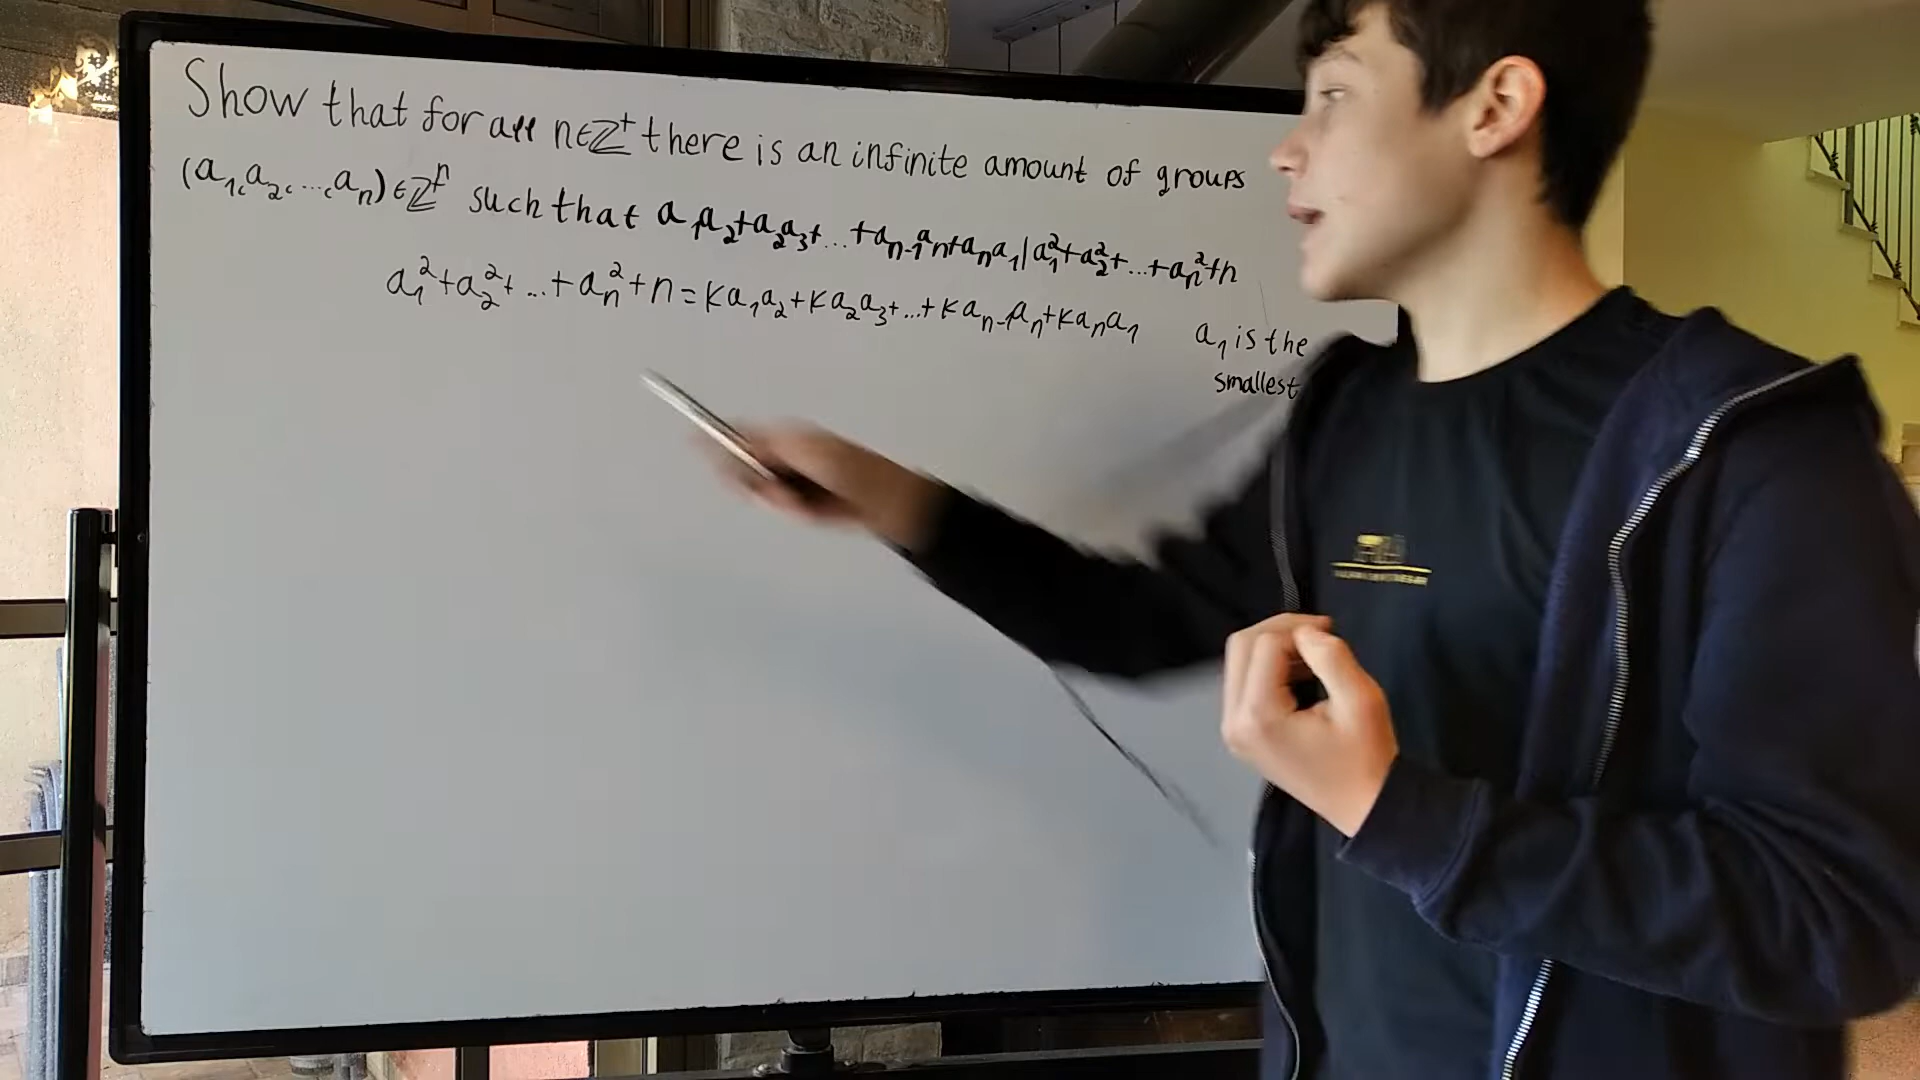 Show that for all n∈ℤ⁺ there is an infinite amount of groups
(a₁, a₂, ..., aₙ)∈ℤⁿ such that a₁a₂+a₂a₃+...+aₙ₋₁aₙ+aₙa₁|a₁²+a₂²+...+aₙ²+n
a₁²+a₂²+...+aₙ²+n=Ka₁a₂+Ka₂a₃+...+Kaₙ₋₁aₙ+Kaₙa₁
a₁ is the
smallest